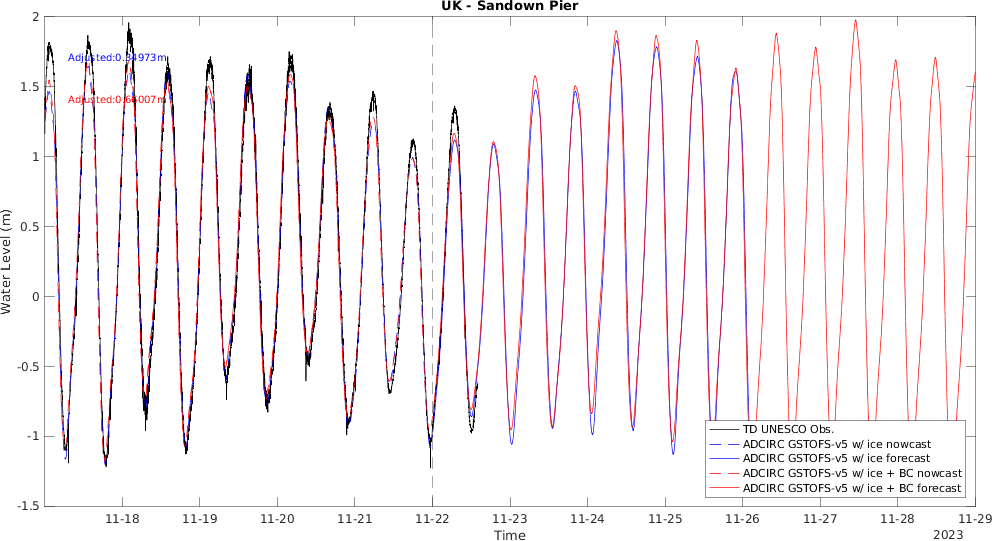 UK - Sandown Pier
2
1.5
1
0.5
0
-0.5
-1
-1.5
Water Level (m)
Adjusted:0.34973m
Adjusted:0.66007m
TD UNESCO Obs.
ADCIRC GSTOFS-v5 w/ ice nowcast
ADCIRC GSTOFS-v5 w/ ice forecast
ADCIRC GSTOFS-v5 w/ ice + BC nowcast
ADCIRC GSTOFS-v5 w/ ice + BC forecast
11-18 11-19 11-20 11-21 11-22 11-23 11-24 11-25 11-26 11-27 11-28 11-29
Time
2023